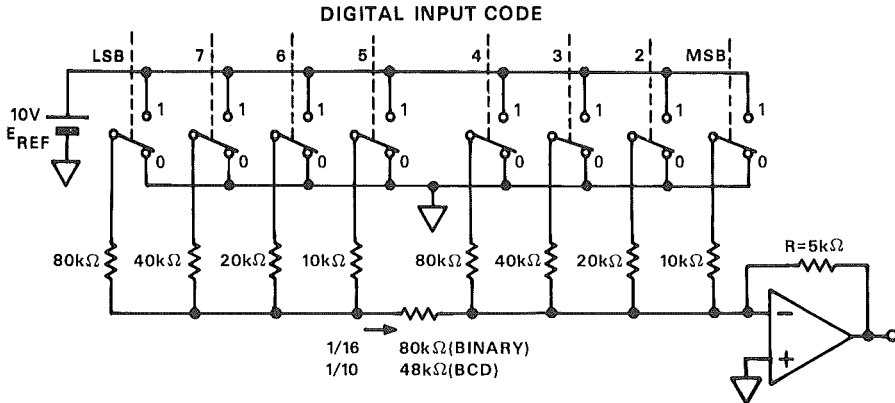 DIGITAL INPUT CODE
LSB 7 6 5 4 3 2 MSB
10V
E REF
1 1 1 1 1 1 1 1
0 0 0 0 0 0 0 0
80kΩ 40kΩ 20kΩ 10kΩ 80kΩ 40kΩ 20kΩ 10kΩ
R=5kΩ
1/16 80kΩ(BINARY)
1/10 48kΩ(BCD)
−
+